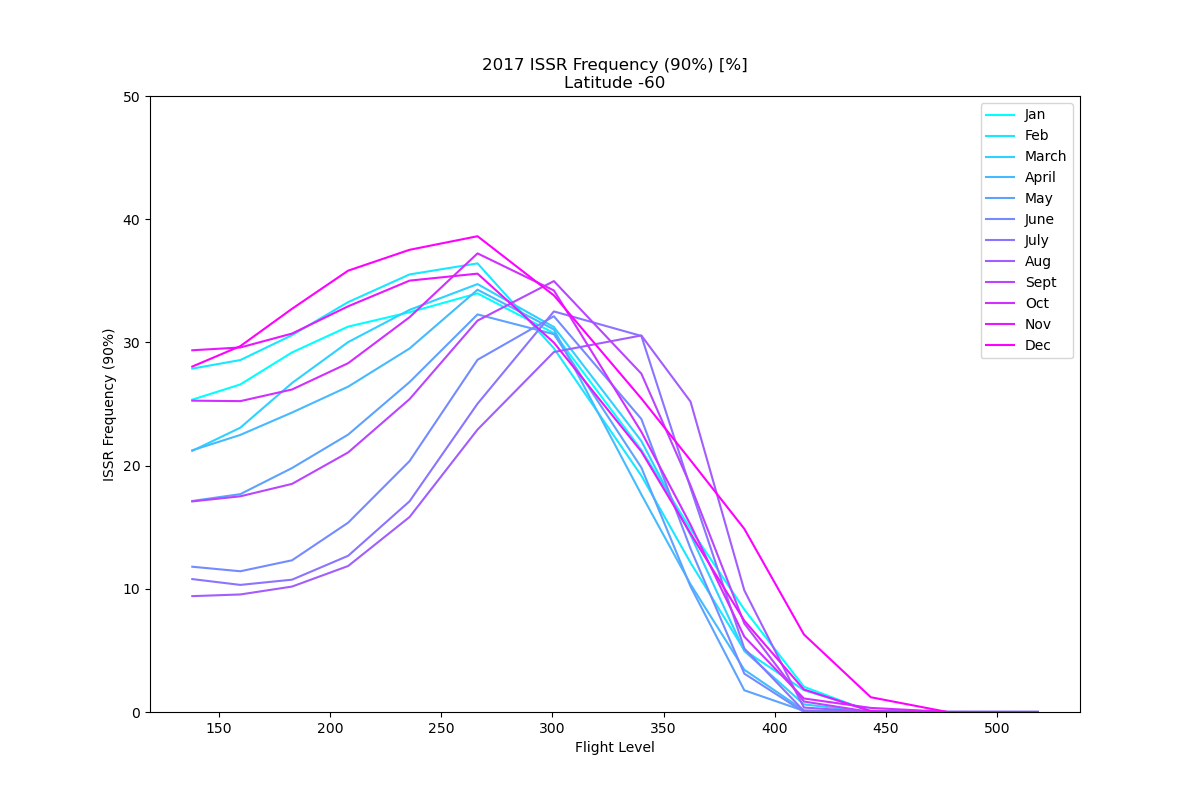 2017 ISSR Frequency (90%) [%]
Latitude -60
50
40
30
20
10
0
ISSR Frequency (90%)
150
200
250
300
350
400
450
500
Flight Level
Jan
Feb
March
April
May
June
July
Aug
Sept
Oct
Nov
Dec